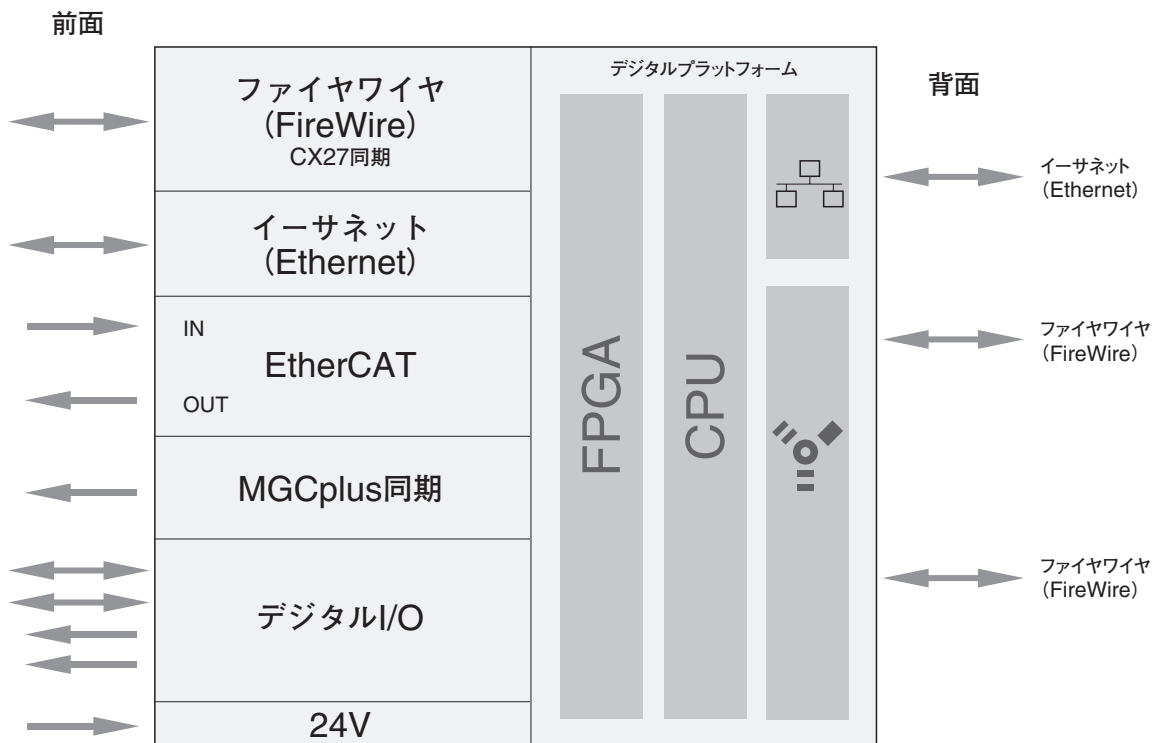 前面
ファイヤワイヤ
(FireWire)
CX27同期
イーサネット
(Ethernet)
IN
EtherCAT
OUT
MGCplus同期
デジタルI/O
24V
デジタルプラットフォーム
FPGA
CPU
背面
イーサネット
(Ethernet)
ファイヤワイヤ
(FireWire)
ファイヤワイヤ
(FireWire)